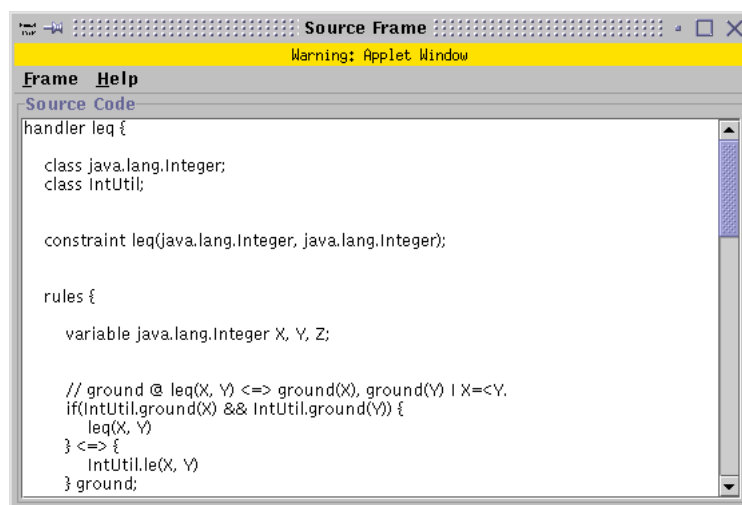 Source Frame
Warning: Applet Window
Frame Help
Source Code
handler leq {
class java.lang.Integer;
class IntUtil;
constraint leq(java.lang.Integer, java.lang.Integer);
rules {
variable java.lang.Integer X, Y, Z;
// ground @ leq(X, Y) <=> ground(X), ground(Y) | X=<Y.
if(IntUtil.ground(X) && IntUtil.ground(Y)) {
leq(X, Y)
} <=> {
IntUtil.le(X, Y)
} ground;